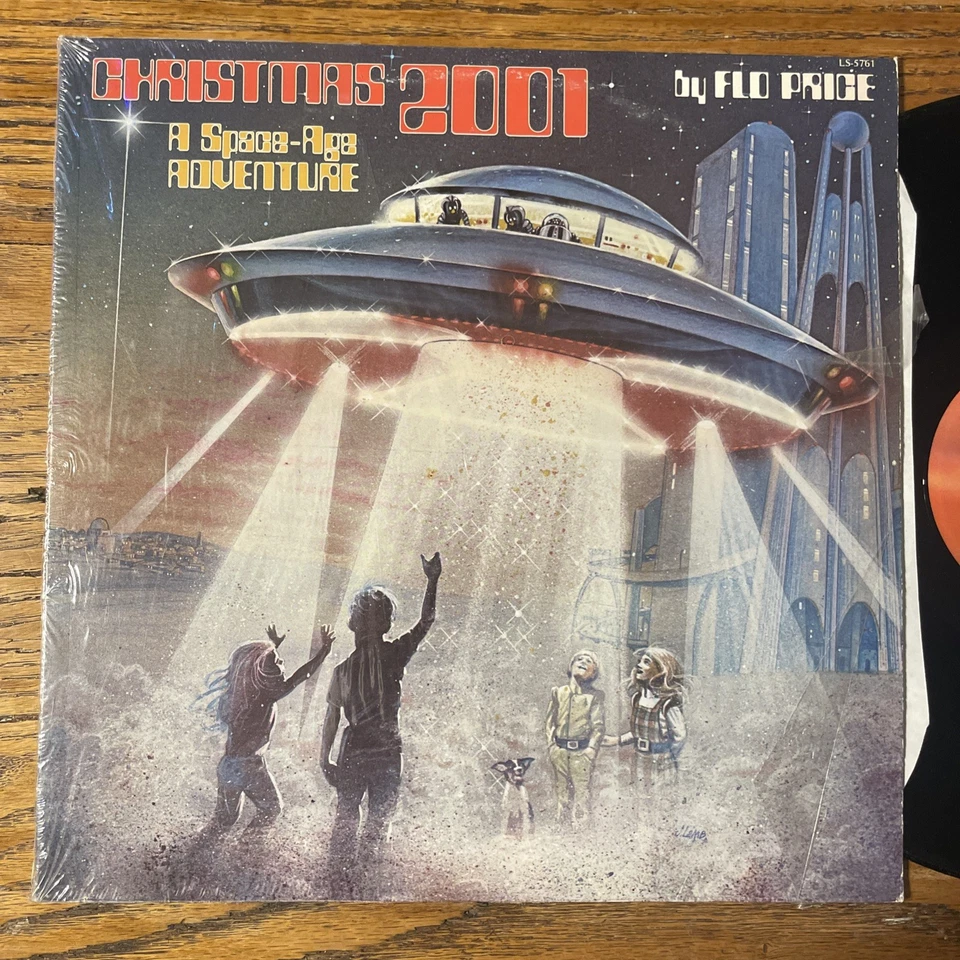 LS-5761
CHRISTMAS 2001
by FLO PRICE
A Space-Age
ADVENTURE